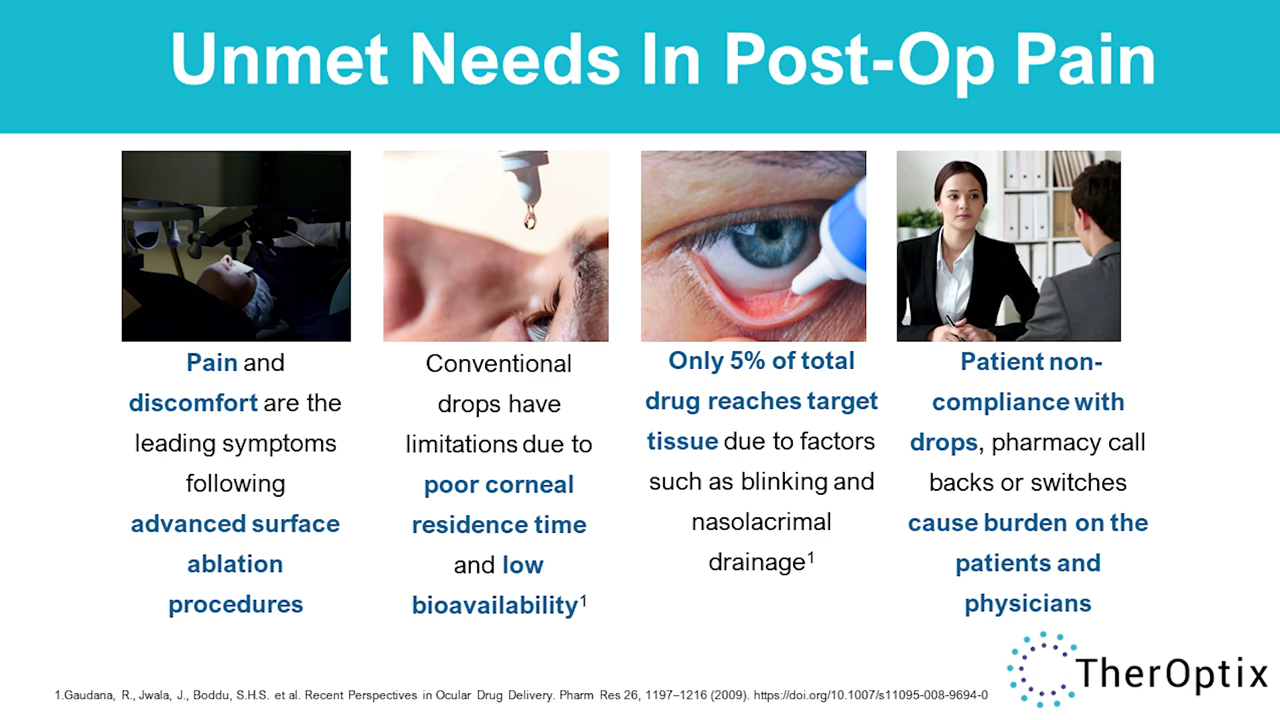 Unmet Needs In Post-Op Pain
Pain and
discomfort are the
leading symptoms
following
advanced surface
ablation
procedures
Conventional
drops have
limitations due to
poor corneal
residence time
and low
bioavailability¹
Only 5% of total
drug reaches target
tissue due to factors
such as blinking and
nasolacrimal
drainage¹
Patient non-
compliance with
drops, pharmacy call
backs or switches
cause burden on the
patients and
physicians
TherOptix
1.Gaudana, R., Jwala, J., Boddu, S.H.S. et al. Recent Perspectives in Ocular Drug Delivery. Pharm Res 26, 1197–1216 (2009). https://doi.org/10.1007/s11095-008-9694-0